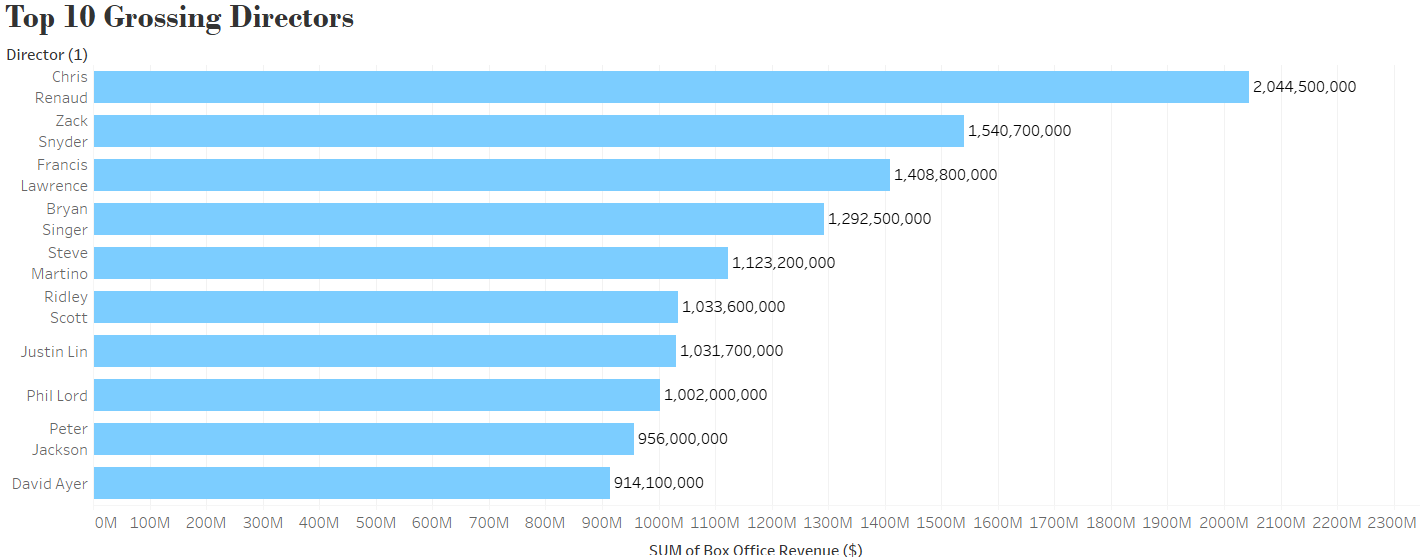 Top 10 Grossing Directors
Director (1)
Chris
Renaud
2,044,500,000
Zack
Snyder
1,540,700,000
Francis
Lawrence
1,408,800,000
Bryan
Singer
1,292,500,000
Steve
Martino
1,123,200,000
Ridley
Scott
1,033,600,000
Justin Lin
1,031,700,000
Phil Lord
1,002,000,000
Peter
Jackson
956,000,000
David Ayer
914,100,000
0M 100M 200M 300M 400M 500M 600M 700M 800M 900M 1000M 1100M 1200M 1300M 1400M 1500M 1600M 1700M 1800M 1900M 2000M 2100M 2200M 2300M
SUM of Box Office Revenue ($)